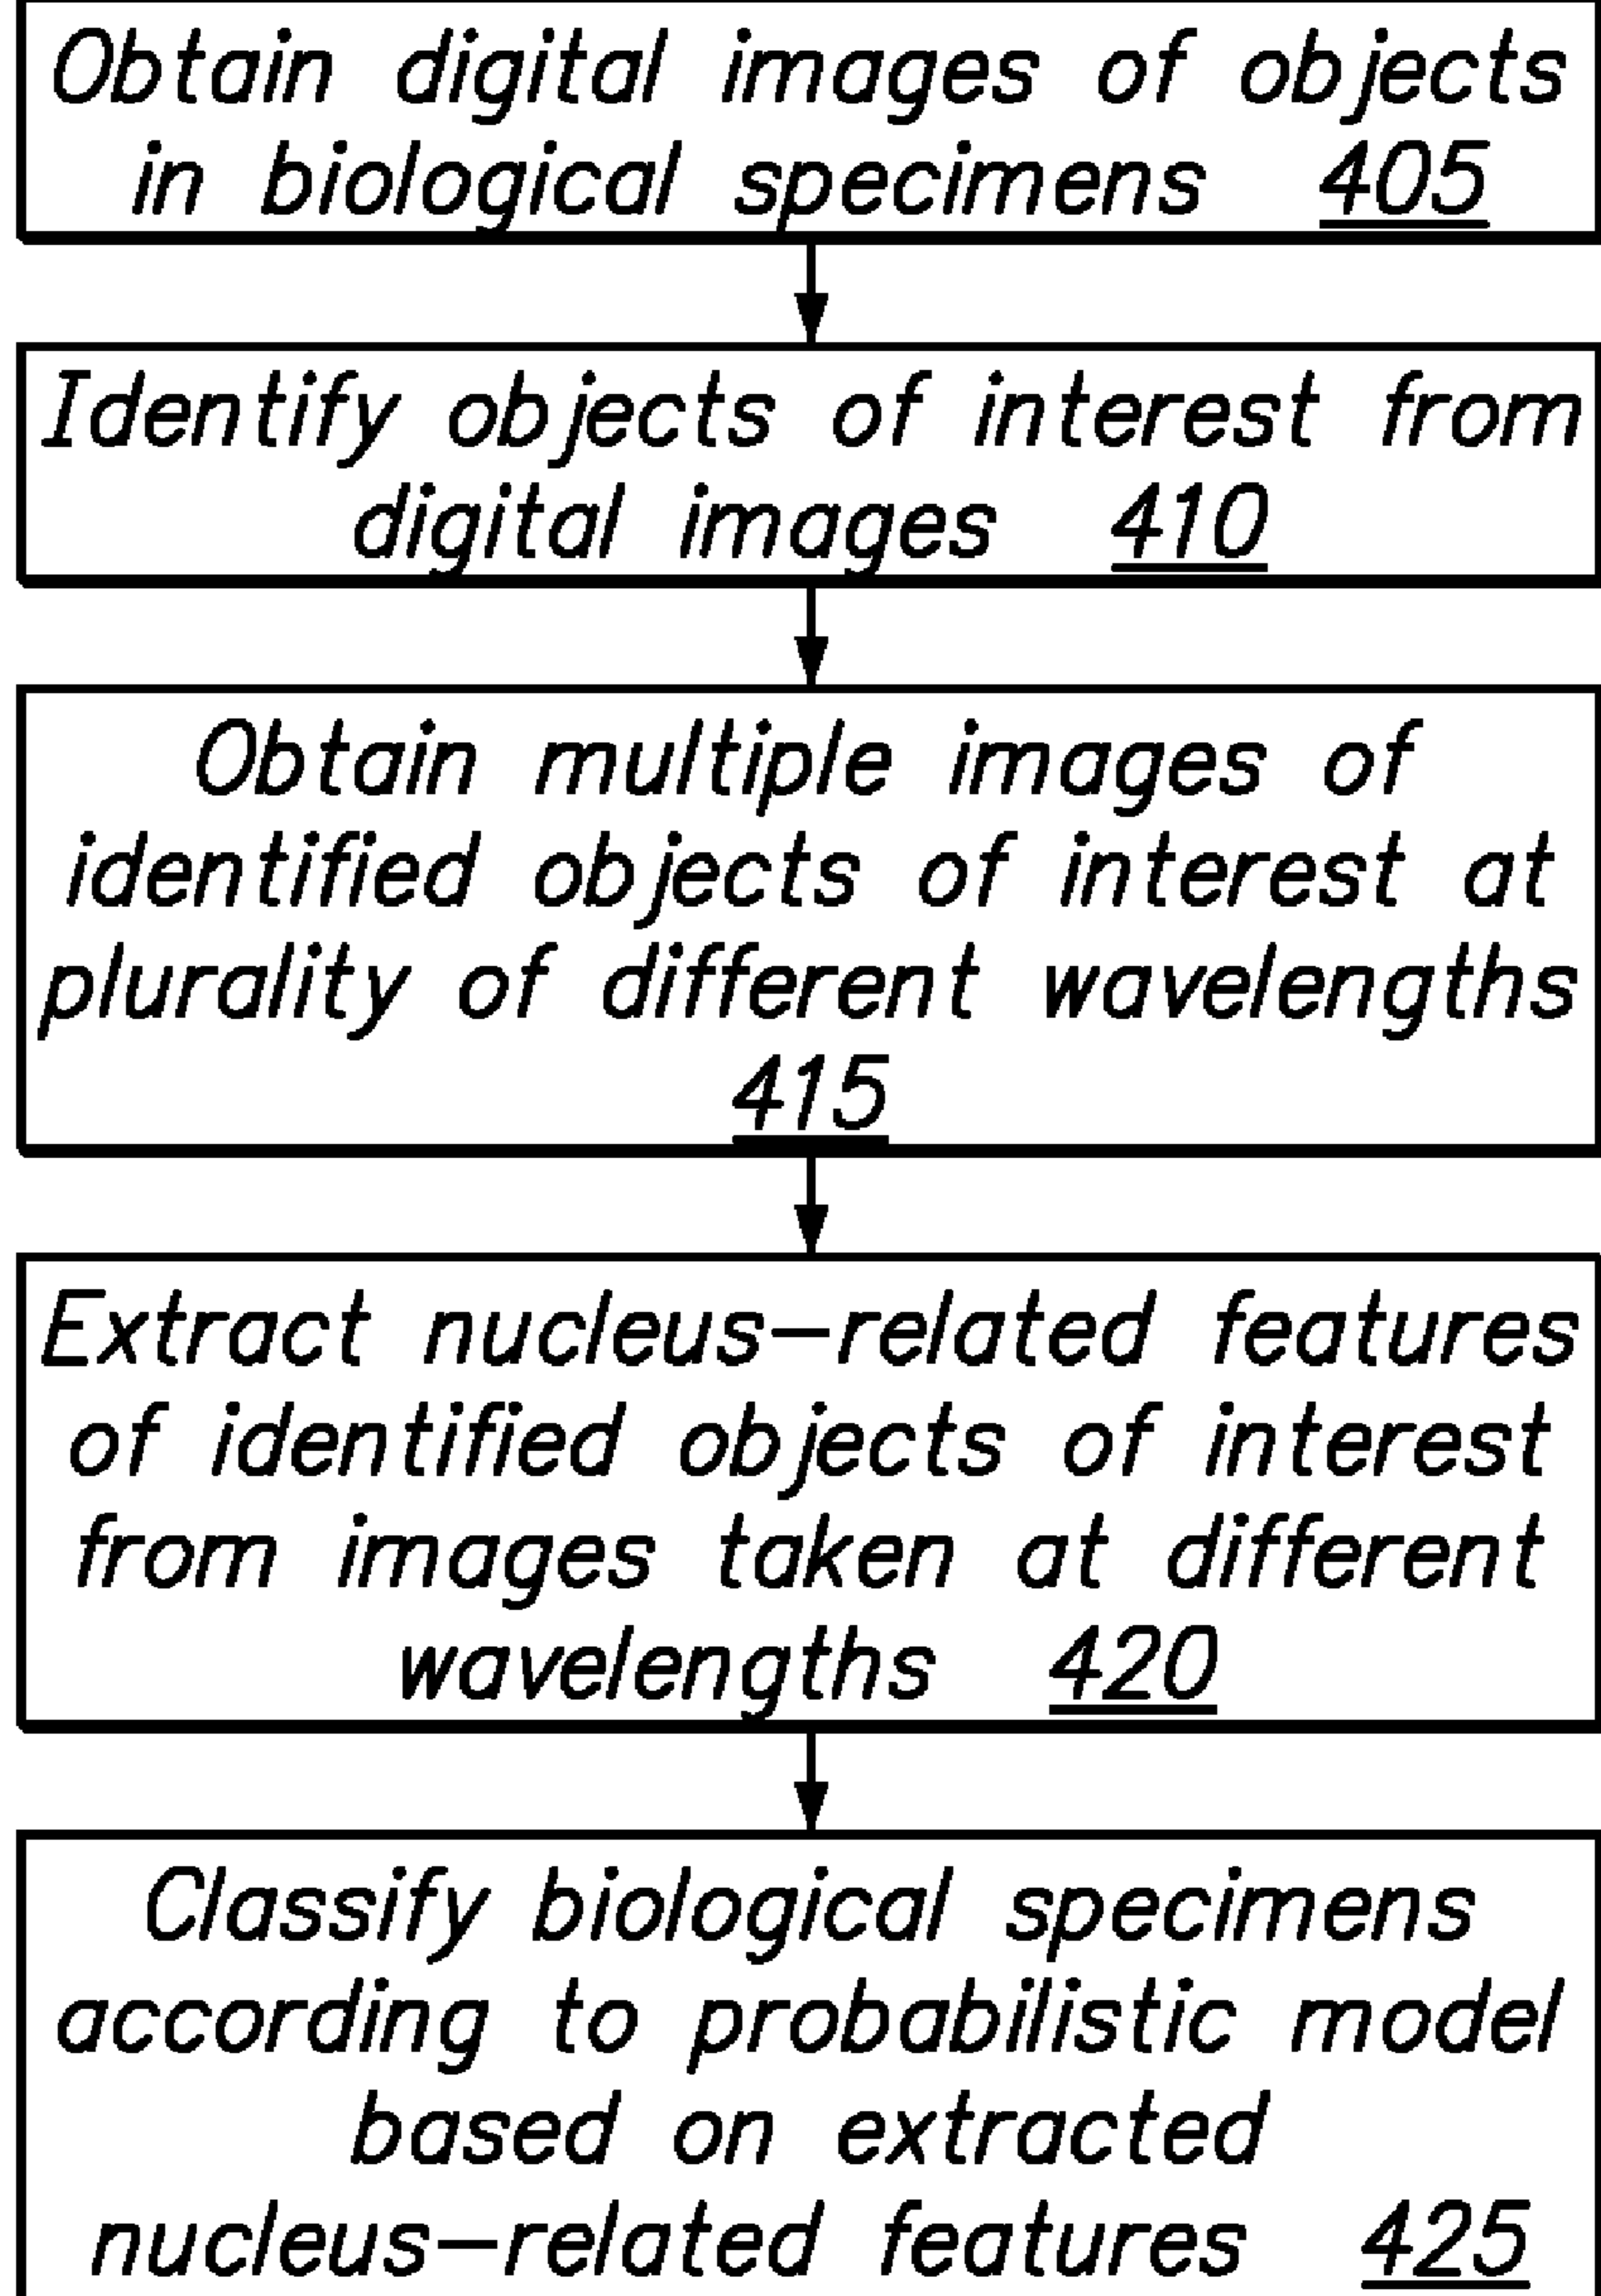 Obtain digital images of objects
in biological specimens 405
Identify objects of interest from
digital images 410
Obtain multiple images of
identified objects of interest at
plurality of different wavelengths
415
Extract nucleus-related features
of identified objects of interest
from images taken at different
wavelengths 420
Classify biological specimens
according to probabilistic model
based on extracted
nucleus-related features 425